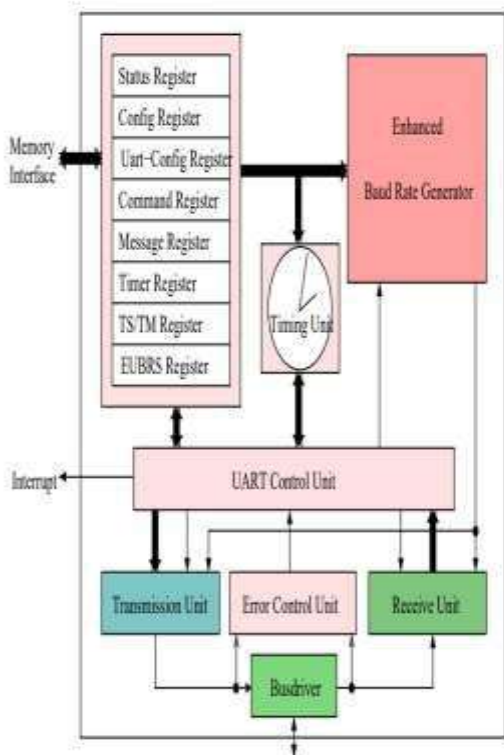 Status Register
Config Register
Uart-Config Register
Command Register
Message Register
Timer Register
TS/TM Register
EUBRS Register
Memory
Interface
Enhanced
Baud Rate Generator
Timing Unit
UART Control Unit
Interrupt
Transmission Unit
Error Control Unit
Receive Unit
Busdriver